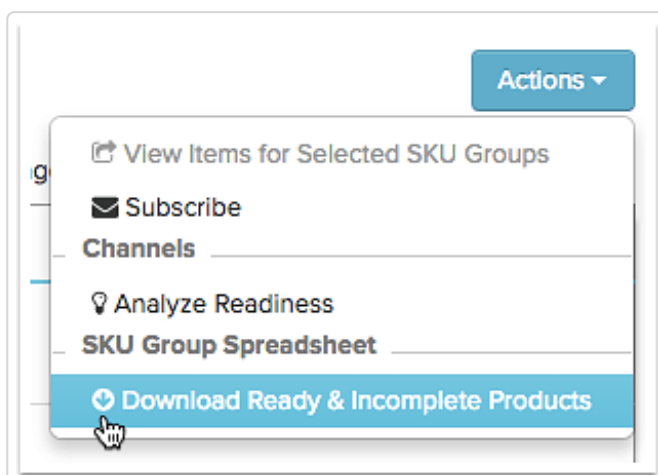 Actions
View Items for Selected SKU Groups
Subscribe
Channels
Analyze Readiness
SKU Group Spreadsheet
Download Ready & Incomplete Products